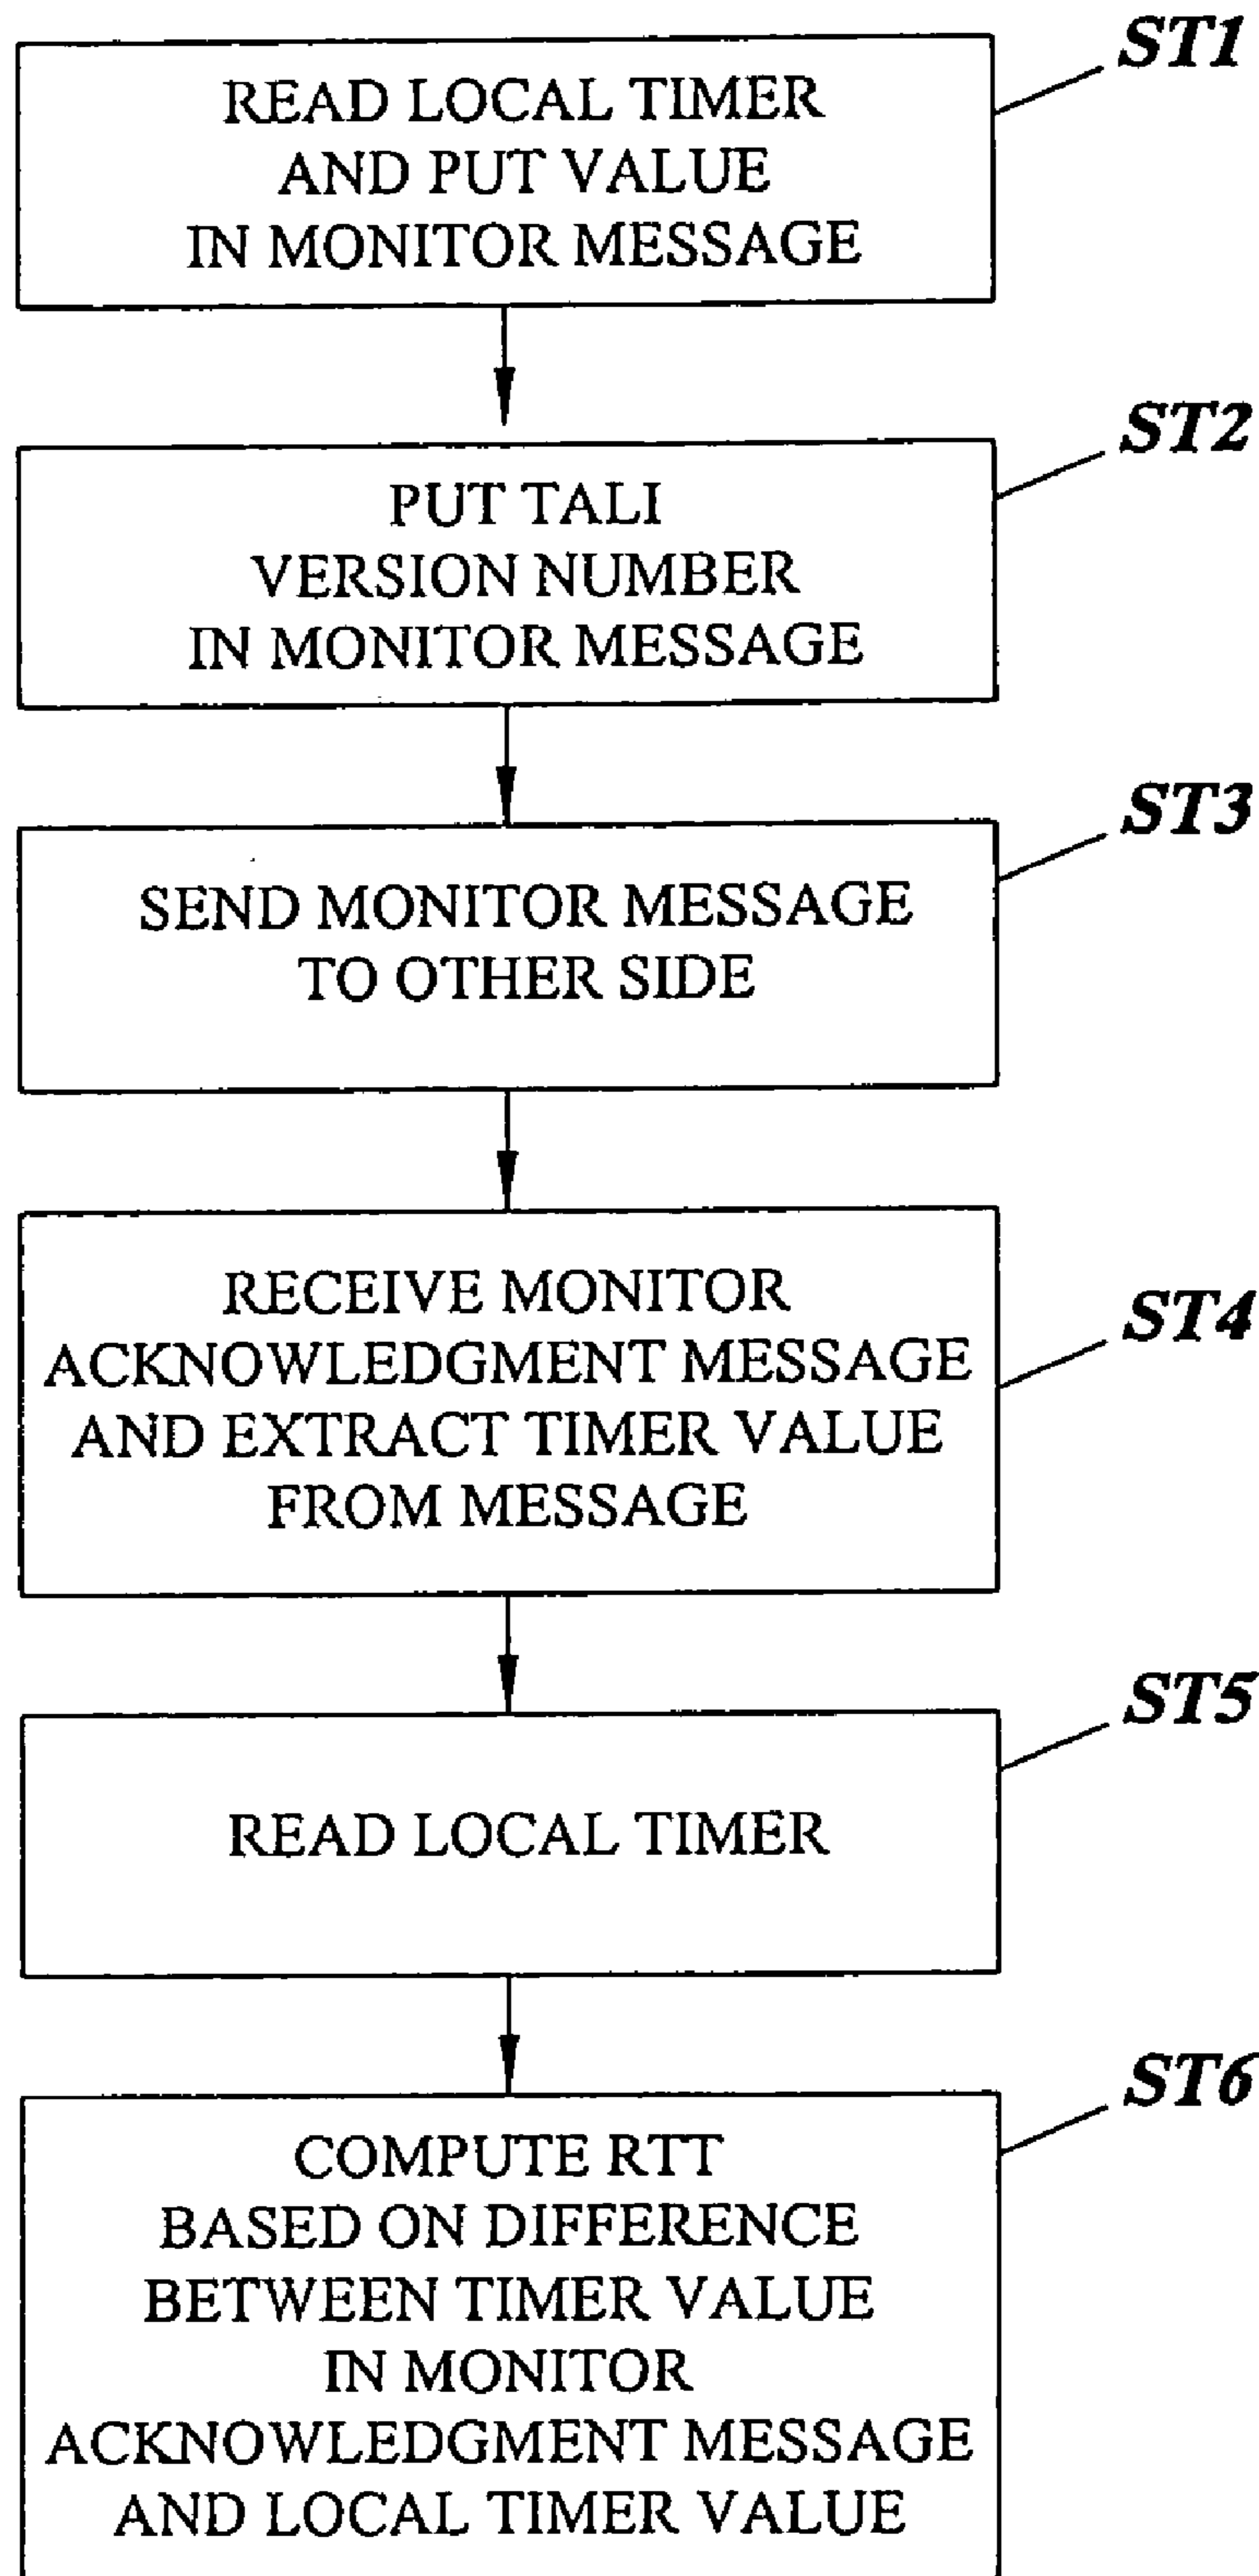 ST1
READ LOCAL TIMER
AND PUT VALUE
IN MONITOR MESSAGE
ST2
PUT TALI
VERSION NUMBER
IN MONITOR MESSAGE
ST3
SEND MONITOR MESSAGE
TO OTHER SIDE
ST4
RECEIVE MONITOR
ACKNOWLEDGMENT MESSAGE
AND EXTRACT TIMER VALUE
FROM MESSAGE
ST5
READ LOCAL TIMER
ST6
COMPUTE RTT
BASED ON DIFFERENCE
BETWEEN TIMER VALUE
IN MONITOR
ACKNOWLEDGMENT MESSAGE
AND LOCAL TIMER VALUE